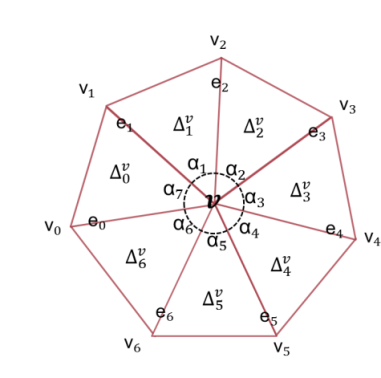 v₂
v₁ e₂
e₁ v₃
Δ₁ᵛ Δ₂ᵛ e₃
Δ₀ᵛ α₁ α₂
α₇ v α₃ Δ₃ᵛ
v₀ e₀ α₆ α₅ α₄ e₄ v₄
Δ₆ᵛ Δ₄ᵛ
Δ₅ᵛ
e₆ e₅
v₆ v₅